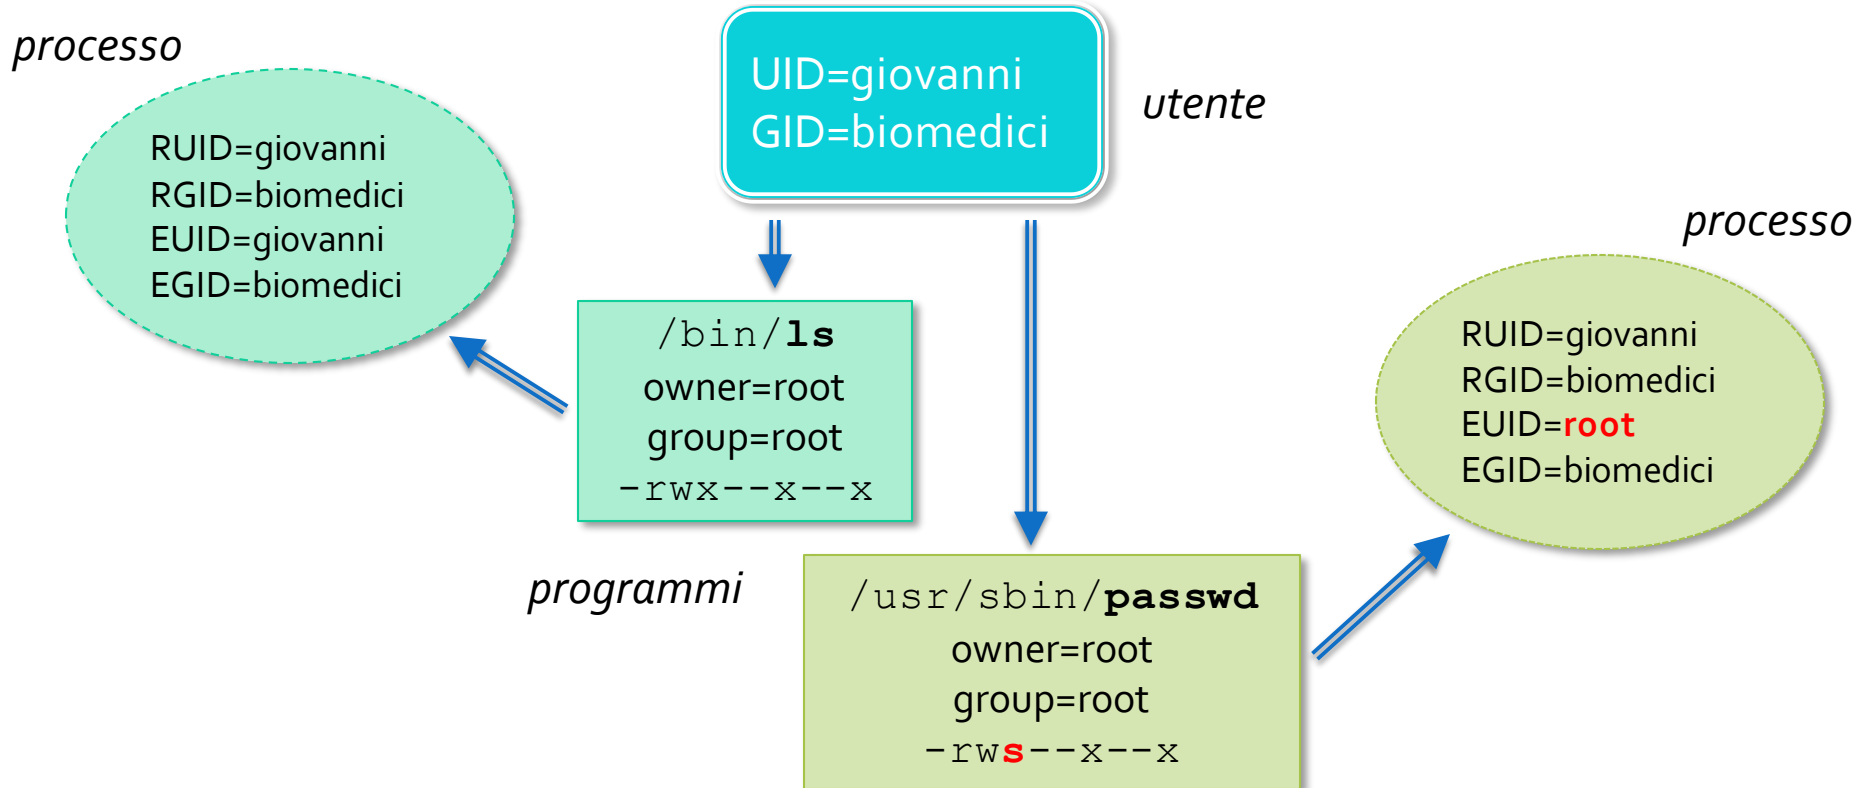 processo
UID=giovanni
GID=biomedici
utente
RUID=giovanni
RGID=biomedici
EUID=giovanni
EGID=biomedici
processo
/bin/ls
owner=root
group=root
-rwx--x--x
RUID=giovanni
RGID=biomedici
EUID=root
EGID=biomedici
programmi
/usr/sbin/passwd
owner=root
group=root
-rws--x--x